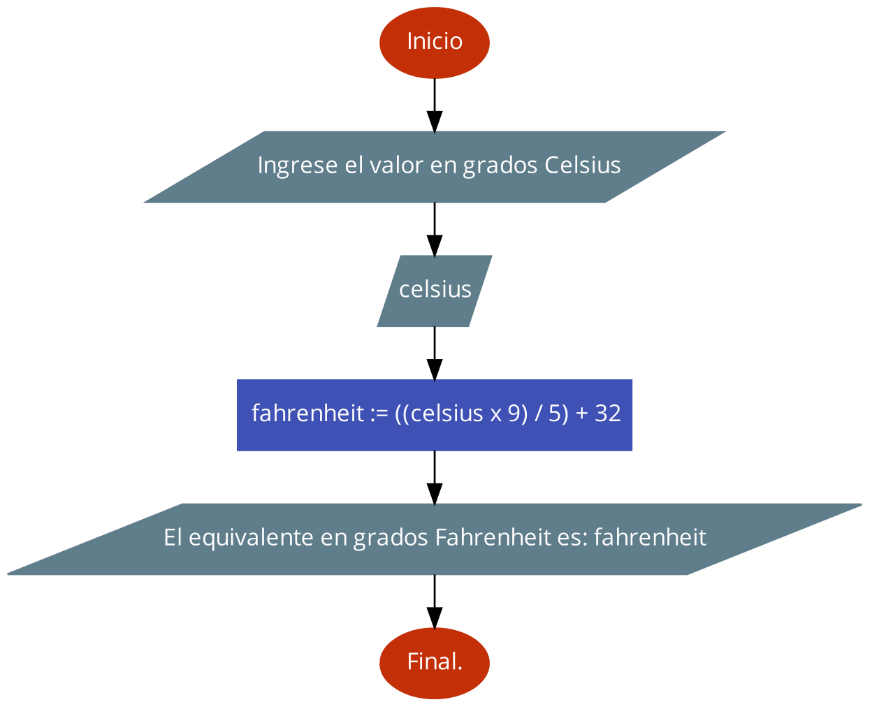 Inicio
Ingrese el valor en grados Celsius
celsius
fahrenheit := ((celsius x 9) / 5) + 32
El equivalente en grados Fahrenheit es: fahrenheit
Final.